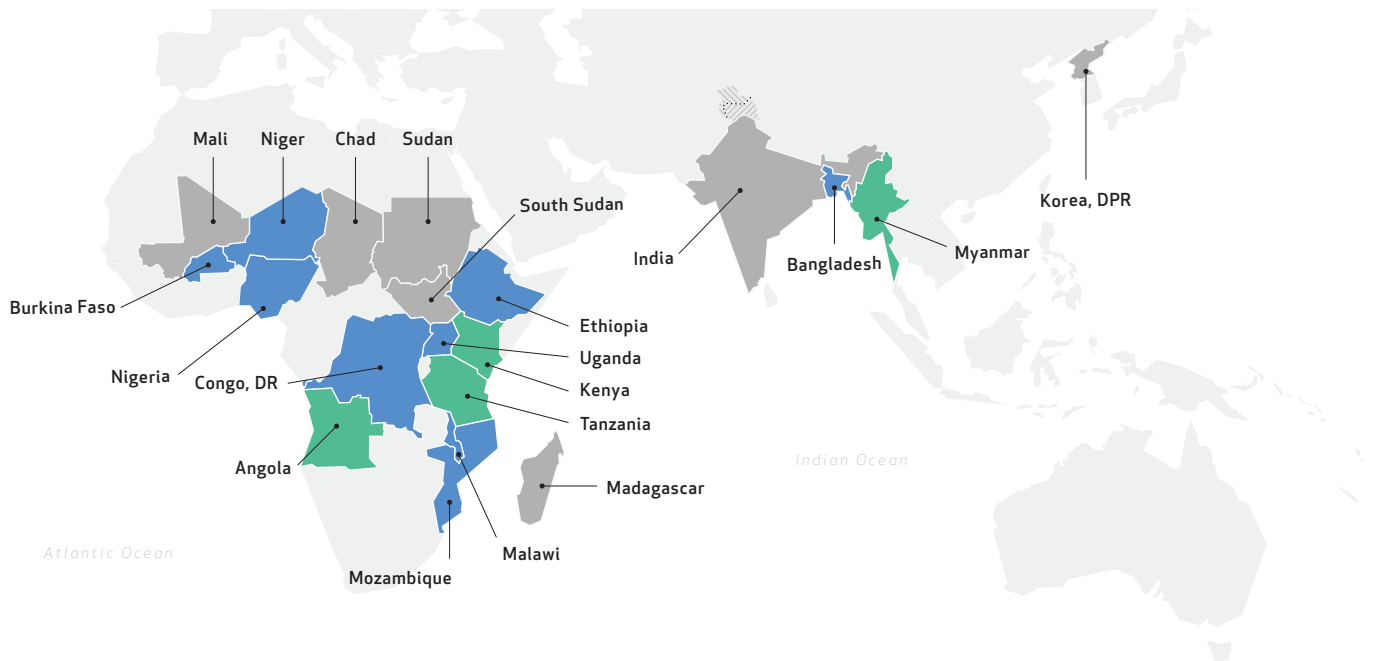 Mali
Niger
Chad
Sudan
South Sudan
Korea, DPR
India
Bangladesh
Myanmar
Burkina Faso
Ethiopia
Uganda
Nigeria
Congo, DR
Kenya
Tanzania
Angola
Indian Ocean
Madagascar
Atlantic Ocean
Malawi
Mozambique